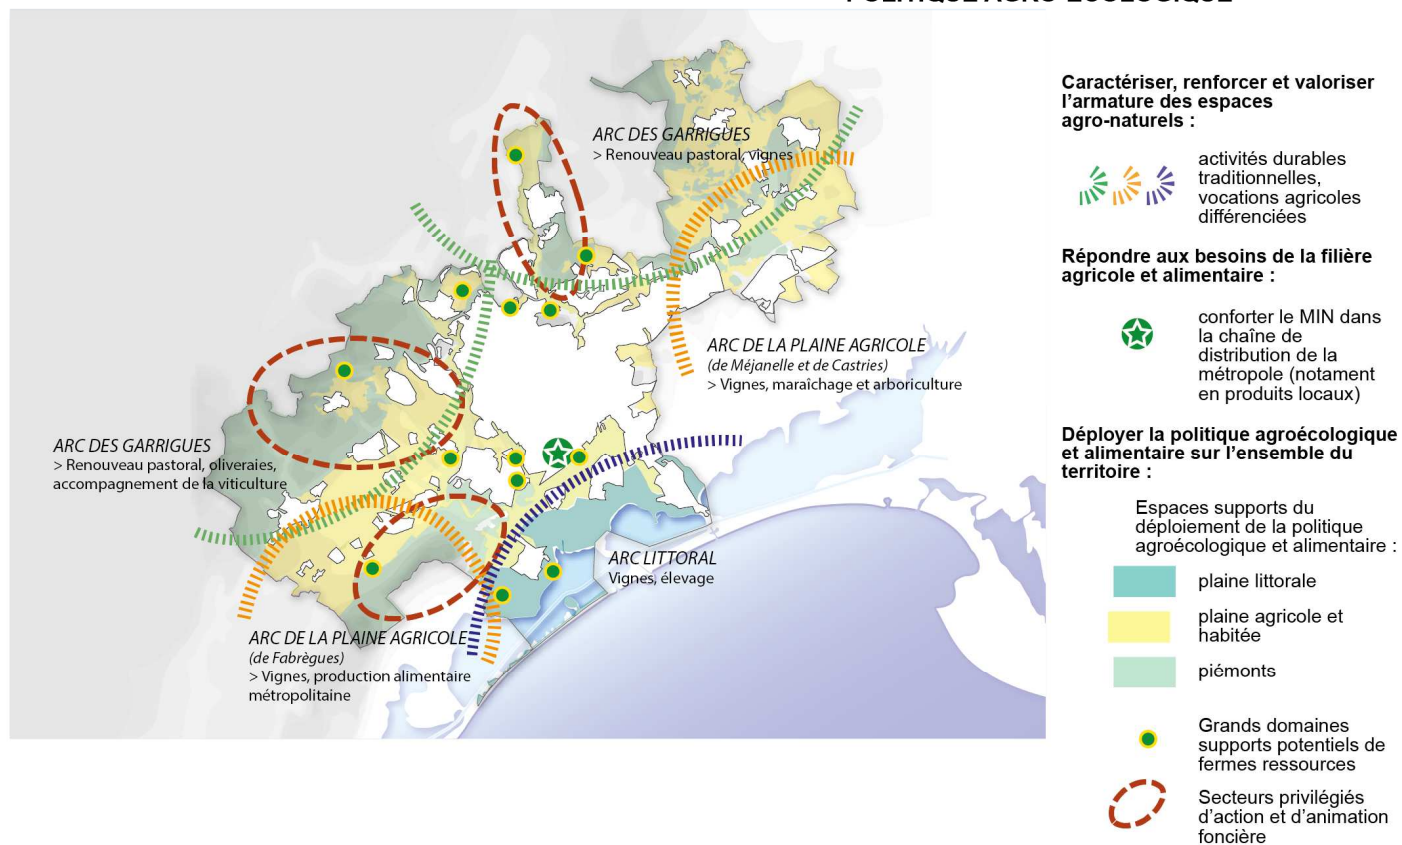 POLITIQUE AGRO-ÉCOLOGIQUE
ARC DES GARRIGUES
> Renouveau pastoral, vignes
ARC DE LA PLAINE AGRICOLE
(de Méjanelle et de Castries)
> Vignes, maraîchage et arboriculture
ARC DES GARRIGUES
> Renouveau pastoral, oliveraies,
accompagnement de la viticulture
ARC LITTORAL
Vignes, élevage
ARC DE LA PLAINE AGRICOLE
(de Fabrègues)
> Vignes, production alimentaire
métropolitaine
Caractériser, renforcer et valoriser
l'armature des espaces
agro-naturels :
activités durables
traditionnelles,
vocations agricoles
différenciées
Répondre aux besoins de la filière
agricole et alimentaire :
conforter le MIN dans
la chaîne de
distribution de la
métropole (notament
en produits locaux)
Déployer la politique agroécologique
et alimentaire sur l'ensemble du
territoire :
Espaces supports du
déploiement de la politique
agroécologique et alimentaire :
plaine littorale
plaine agricole et
habitée
piémonts
Grands domaines
supports potentiels de
fermes ressources
Secteurs privilégiés
d'action et d'animation
foncière